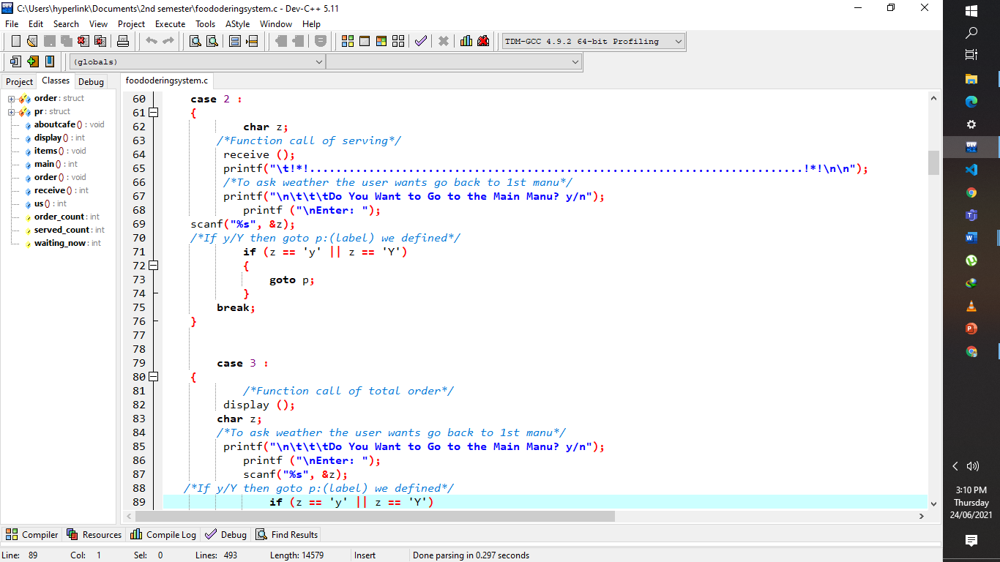 C:\Users\hyperlink\Documents\2nd semester\foododeringsystem.c - Dev-C++ 5.11
File Edit Search View Project Execute Tools AStyle Window Help
TDM-GCC 4.9.2 64-bit Profiling
(globals)
Project Classes Debug
foododeringsystem.c
order : struct
pr : struct
aboutcafe () : void
display () : int
items () : void
main () : int
order () : void
receive () : int
us () : int
order_count : int
served_count : int
waiting_now : int
60 case 2 :
61 {
62 char z;
63 /*Function call of serving*/
64 receive ();
65 printf("\t!*!...........................................................................!*!\n\n");
66 /*To ask weather the user wants go back to 1st manu*/
67 printf("\n\t\t\tDo You Want to Go to the Main Manu? y/n");
68 printf ("\nEnter: ");
69 scanf("%s", &z);
70 /*If y/Y then goto p:(label) we defined*/
71 if (z == 'y' || z == 'Y')
72 {
73 goto p;
74 }
75 break;
76 }
77
78
79 case 3 :
80 {
81 /*Function call of total order*/
82 display ();
83 char z;
84 /*To ask weather the user wants go back to 1st manu*/
85 printf("\n\t\t\tDo You Want to Go to the Main Manu? y/n");
86 printf ("\nEnter: ");
87 scanf("%s", &z);
88 /*If y/Y then goto p:(label) we defined*/
89 if (z == 'y' || z == 'Y')
Compiler Resources Compile Log Debug Find Results
Line: 89 Col: 1 Sel: 0 Lines: 493 Length: 14579 Insert Done parsing in 0.297 seconds
3:10 PM
Thursday
24/06/2021